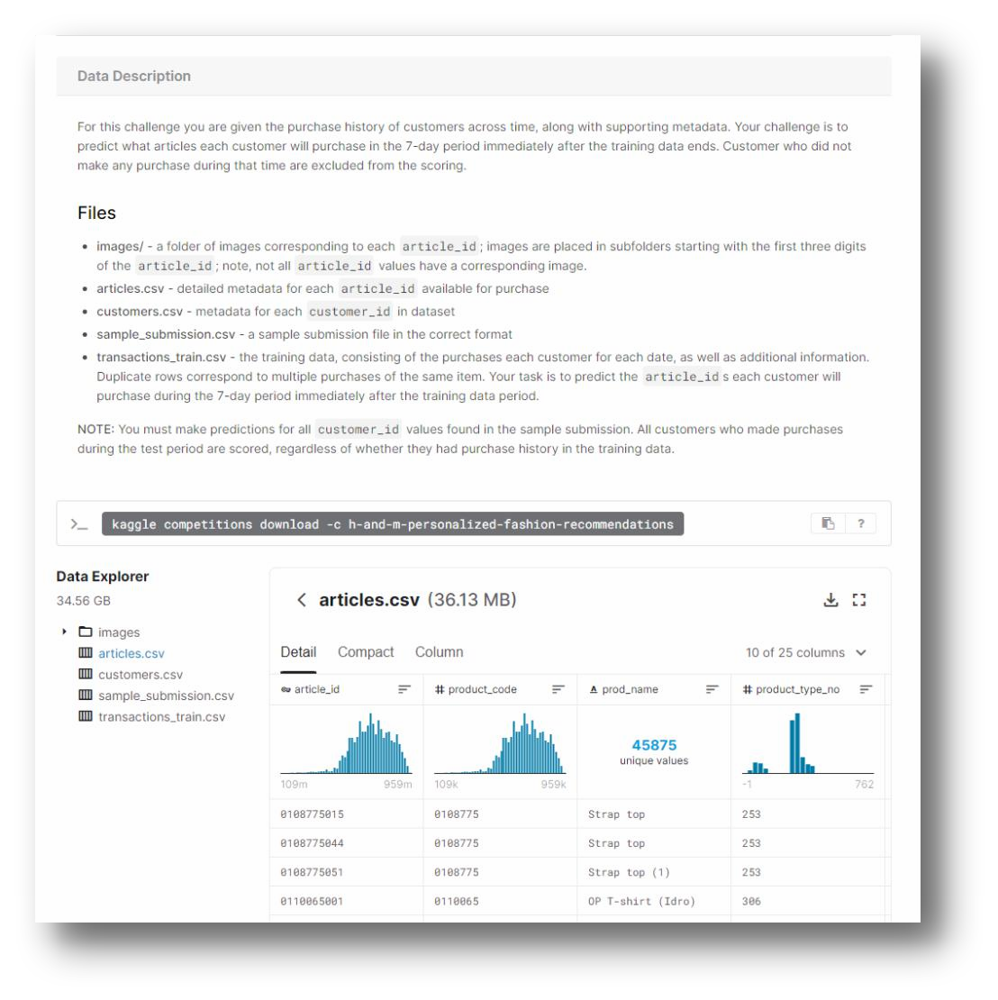 Data Description
For this challenge you are given the purchase history of customers across time, along with supporting metadata. Your challenge is to
predict what articles each customer will purchase in the 7-day period immediately after the training data ends. Customer who did not
make any purchase during that time are excluded from the scoring.
Files
• images/ - a folder of images corresponding to each article_id; images are placed in subfolders starting with the first three digits
of the article_id; note, not all article_id values have a corresponding image.
• articles.csv - detailed metadata for each article_id available for purchase
• customers.csv - metadata for each customer_id in dataset
• sample_submission.csv - a sample submission file in the correct format
• transactions_train.csv - the training data, consisting of the purchases each customer for each date, as well as additional information.
Duplicate rows correspond to multiple purchases of the same item. Your task is to predict the article_ids each customer will
purchase during the 7-day period immediately after the training data period.
NOTE: You must make predictions for all customer_id values found in the sample submission. All customers who made purchases
during the test period are scored, regardless of whether they had purchase history in the training data.
>_ kaggle competitions download -c h-and-m-personalized-fashion-recommendations ?
Data Explorer
34.56 GB
images
articles.csv
customers.csv
sample_submission.csv
transactions_train.csv
< articles.csv (36.13 MB)
Detail Compact Column 10 of 25 columns
article_id # product_code A prod_name # product_type_no
45875
unique values
109m 959m 109k 959k -1 762
0108775015 0108775 Strap top 253
0108775044 0108775 Strap top 253
0108775051 0108775 Strap top (1) 253
0110065001 0110065 OP T-shirt (Idro) 306